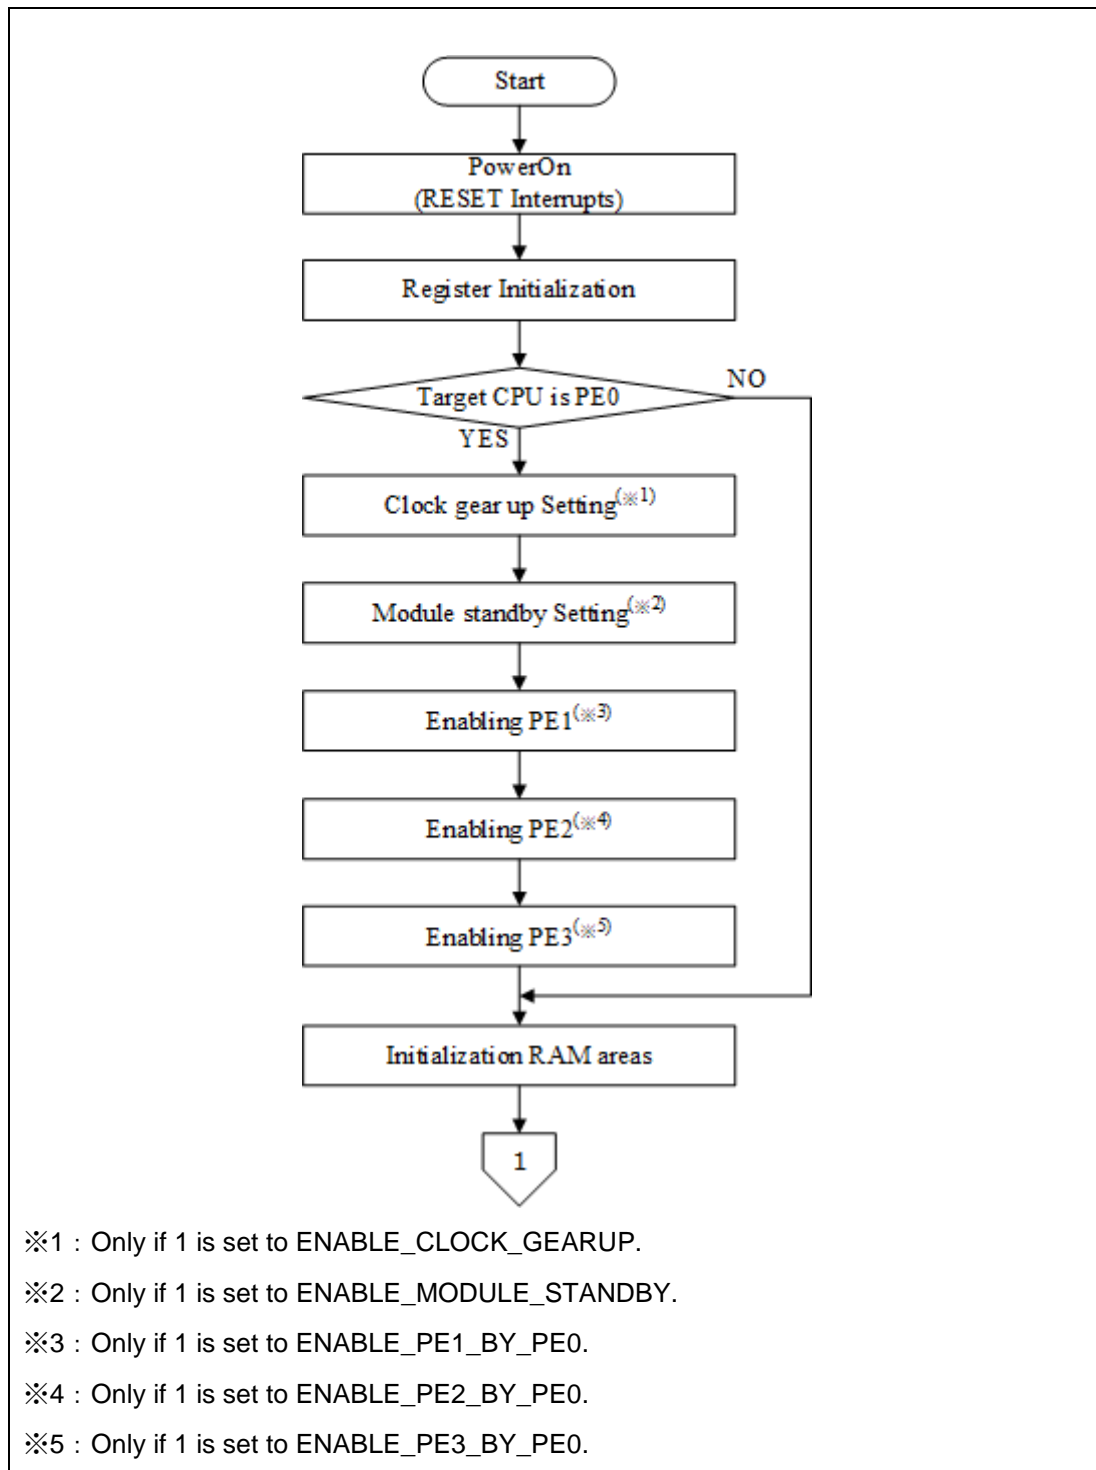 Start
PowerOn
(RESET Interrupts)
Register Initialization
Target CPU is PE0
NO
YES
Clock gear up Setting(※1)
Module standby Setting(※2)
Enabling PE1(※3)
Enabling PE2(※4)
Enabling PE3(※5)
Initialization RAM areas
1
※1 : Only if 1 is set to ENABLE_CLOCK_GEARUP.
※2 : Only if 1 is set to ENABLE_MODULE_STANDBY.
※3 : Only if 1 is set to ENABLE_PE1_BY_PE0.
※4 : Only if 1 is set to ENABLE_PE2_BY_PE0.
※5 : Only if 1 is set to ENABLE_PE3_BY_PE0.